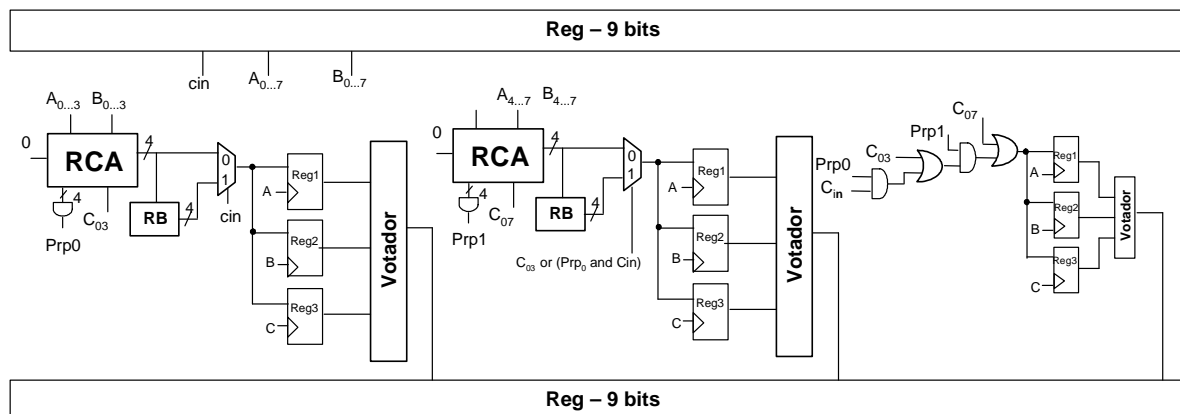 Reg – 9 bits
cin
A0...7
B0...7
A0...3
B0...3
0
RCA
4
4
Prp0
C03
RB
4
0
1
cin
Reg1
A
Reg2
B
Reg3
C
Votador
A4...7
B4...7
0
RCA
4
4
Prp1
C07
RB
4
0
1
C03 or (Prp0 and Cin)
Reg1
A
Reg2
B
Reg3
C
Votador
Prp0
Cin
C03
Prp1
C07
Reg1
A
Reg2
B
Reg3
C
Votador
Reg – 9 bits